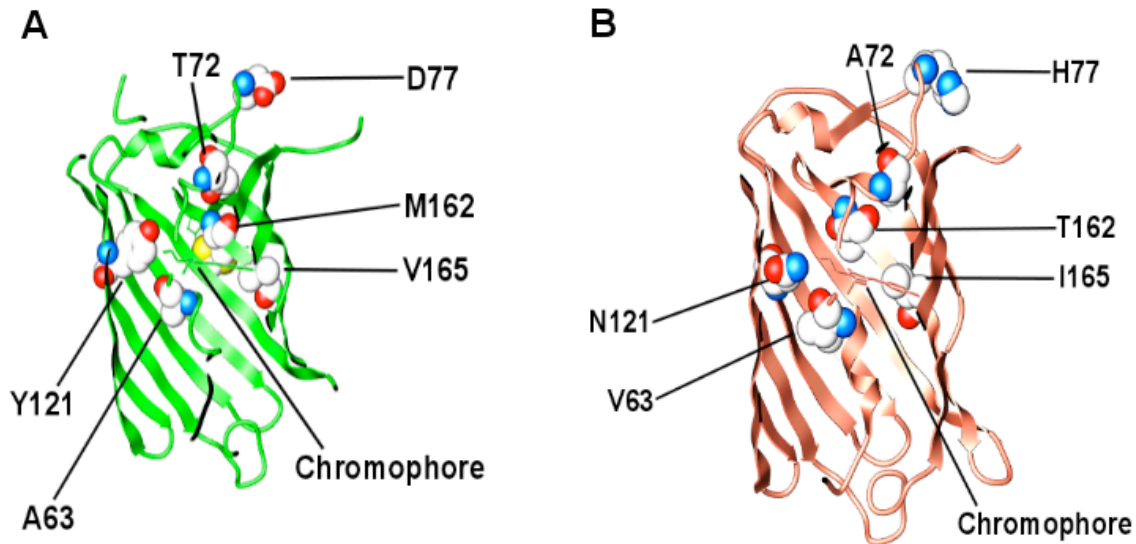 A
T72
D77
M162
V165
Y121
Chromophore
A63
B
A72
H77
T162
I165
N121
V63
Chromophore